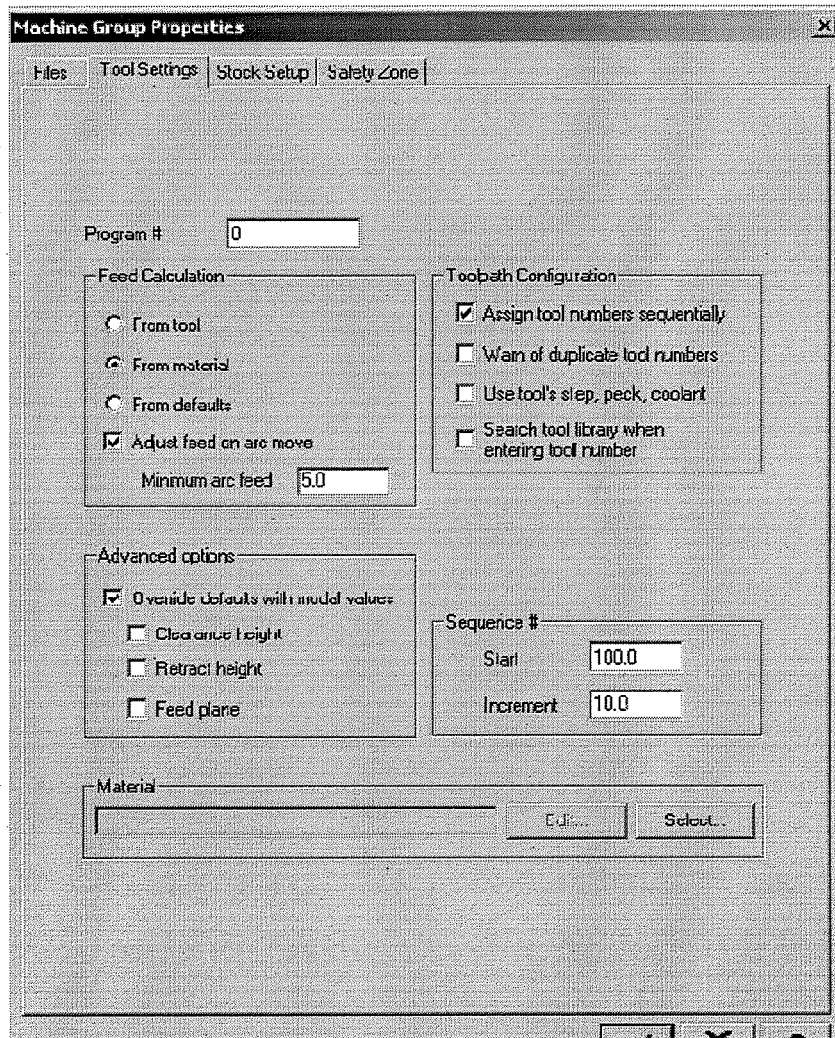 Machine Group Properties
Files Tool Settings Stock Setup Safety Zone
Program # 0
Feed Calculation
From tool
From material
From defaults
Adjust feed on arc move
Minimum arc feed 5.0
Toolpath Configuration
Assign tool numbers sequentially
Warn of duplicate tool numbers
Use tool's step, peck, coolant
Search tool library when
entering tool number
Advanced options
Override defaults with modal values
Clearance height
Retract height
Feed plane
Sequence #
Start 100.0
Increment 10.0
Material
Edit...
Select...